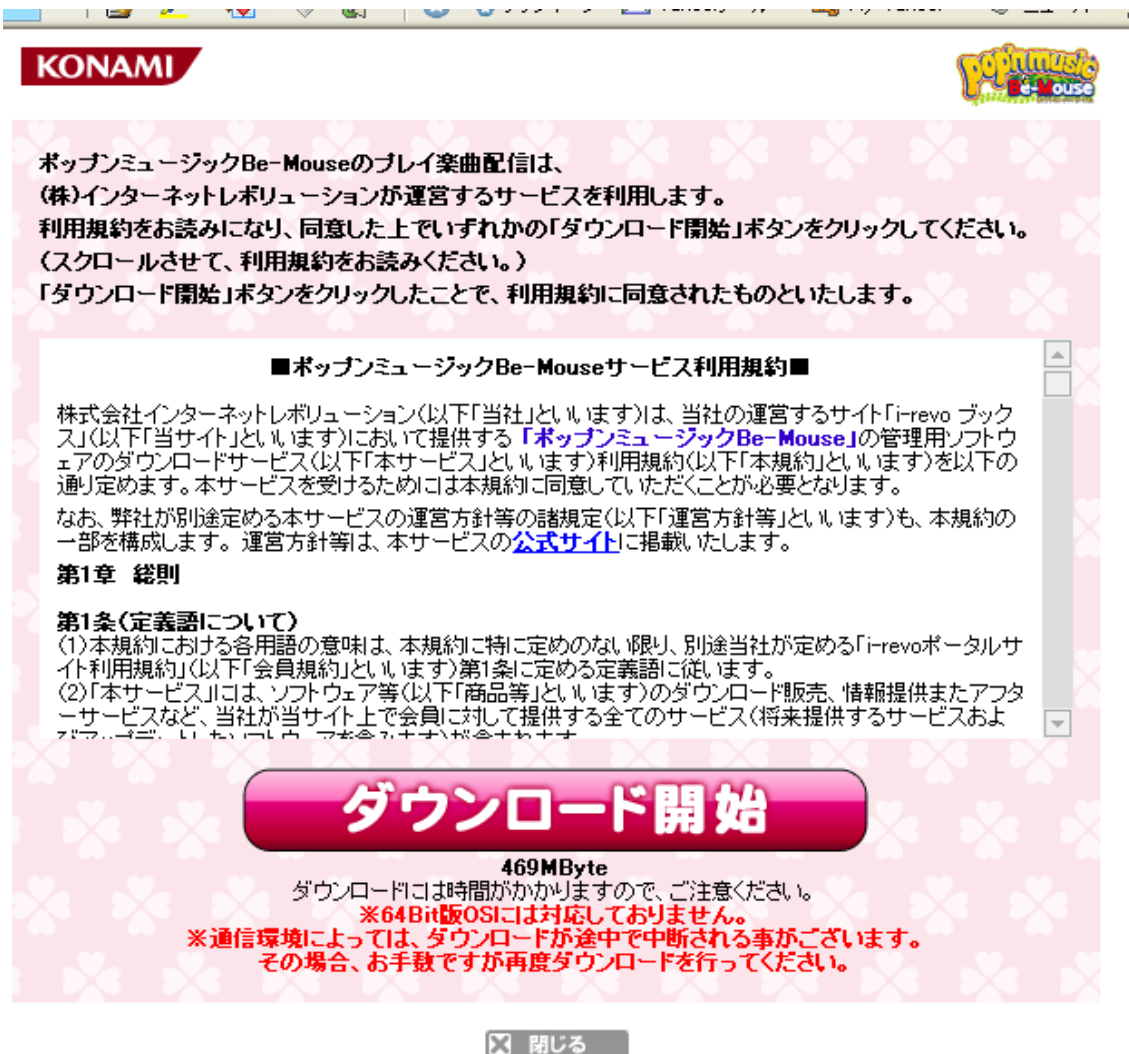 KONAMI
pop'n music
Be-Mouse
ポップンミュージックBe-Mouseのプレイ楽曲配信は、
(株)インターネットレボリューションが運営するサービスを利用します。
利用規約をお読みになり、同意した上でいずれかの「ダウンロード開始」ボタンをクリックしてください。
(スクロールさせて、利用規約をお読みください。)
「ダウンロード開始」ボタンをクリックしたことで、利用規約に同意されたものといたします。
■ポップンミュージックBe-Mouseサービス利用規約■
株式会社インターネットレボリューション(以下「当社」といいます)は、当社の運営するサイト「i-revo ブック
ス」(以下「当サイト」といいます)において提供する「ポップンミュージックBe-Mouse」の管理用ソフトウ
ェアのダウンロードサービス(以下「本サービス」といいます)利用規約(以下「本規約」といいます)を以下の
通り定めます。本サービスを受けるためには本規約に同意していただくことが必要となります。
なお、弊社が別途定める本サービスの運営方針等の諸規定(以下「運営方針等」といいます)も、本規約の
一部を構成します。運営方針等は、本サービスの公式サイトに掲載いたします。
第1章 総則
第1条(定義語について)
(1)本規約における各用語の意味は、本規約に特に定めのない限り、別途当社が定める「i-revoポータルサ
イト利用規約」(以下「会員規約」といいます)第1条に定める定義語に従います。
(2)「本サービス」には、ソフトウェア等(以下「商品等」といいます)のダウンロード販売、情報提供またアフタ
ーサービスなど、当社が当サイト上で会員に対して提供する全てのサービス(将来提供するサービスおよ
びアップデートしたソフトウェアを含みます)が含まれます。
ダウンロード開始
469MByte
ダウンロードには時間がかかりますので、ご注意ください。
※64Bit版OSには対応しておりません。
※通信環境によっては、ダウンロードが途中で中断される事がございます。
その場合、お手数ですが再度ダウンロードを行ってください。
閉じる